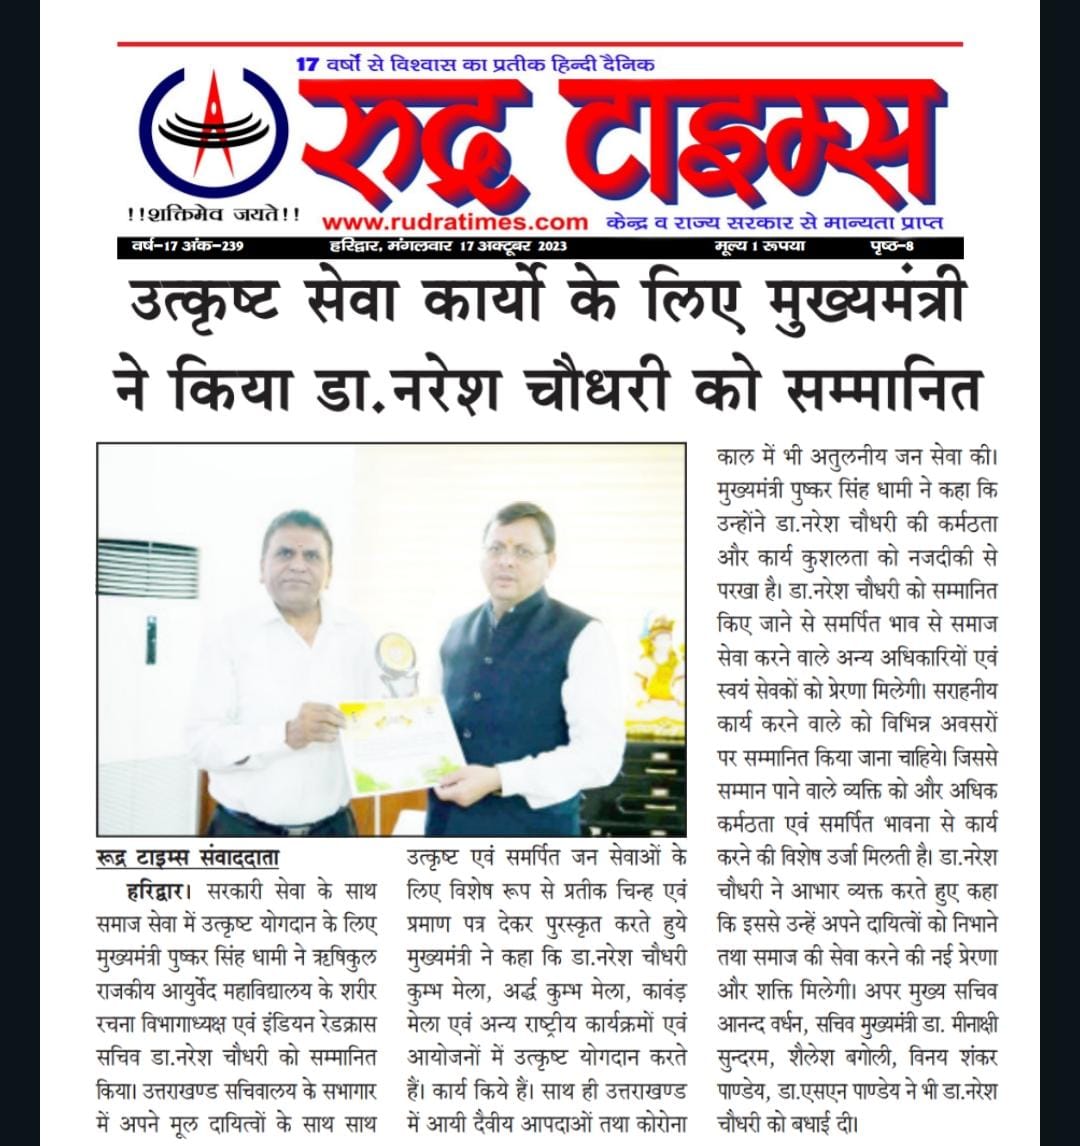 17 वर्षों से विश्वास का प्रतीक हिन्दी दैनिक
रुद्र टाइम्स
!!शक्तिमेव जयते!!
www.rudratimes.com केन्द्र व राज्य सरकार से मान्यता प्राप्त
वर्ष-17 अंक-239 हरिद्वार, मंगलवार 17 अक्टूबर 2023 मूल्य 1 रूपया पृष्ठ-8
उत्कृष्ट सेवा कार्यो के लिए मुख्यमंत्री
ने किया डा.नरेश चौधरी को सम्मानित
रूद्र टाइम्स संवाददाता
हरिद्वार। सरकारी सेवा के साथ
समाज सेवा में उत्कृष्ट योगदान के लिए
मुख्यमंत्री पुष्कर सिंह धामी ने ऋषिकुल
राजकीय आयुर्वेद महाविद्यालय के शरीर
रचना विभागाध्यक्ष एवं इंडियन रेडक्रास
सचिव डा.नरेश चौधरी को सम्मानित
किया। उत्तराखण्ड सचिवालय के सभागार
में अपने मूल दायित्वों के साथ साथ
उत्कृष्ट एवं समर्पित जन सेवाओं के
लिए विशेष रूप से प्रतीक चिन्ह एवं
प्रमाण पत्र देकर पुरस्कृत करते हुये
मुख्यमंत्री ने कहा कि डा.नरेश चौधरी
कुम्भ मेला, अर्द्ध कुम्भ मेला, कावंड़
मेला एवं अन्य राष्ट्रीय कार्यक्रमों एवं
आयोजनों में उत्कृष्ट योगदान करते
हैं। कार्य किये हैं। साथ ही उत्तराखण्ड
में आयी दैवीय आपदाओं तथा कोरोना
काल में भी अतुलनीय जन सेवा की।
मुख्यमंत्री पुष्कर सिंह धामी ने कहा कि
उन्होंने डा.नरेश चौधरी की कर्मठता
और कार्य कुशलता को नजदीकी से
परखा है। डा.नरेश चौधरी को सम्मानित
किए जाने से समर्पित भाव से समाज
सेवा करने वाले अन्य अधिकारियों एवं
स्वयं सेवकों को प्रेरणा मिलेगी। सराहनीय
कार्य करने वाले को विभिन्न अवसरों
पर सम्मानित किया जाना चाहिये। जिससे
सम्मान पाने वाले व्यक्ति को और अधिक
कर्मठता एवं समर्पित भावना से कार्य
करने की विशेष उर्जा मिलती है। डा.नरेश
चौधरी ने आभार व्यक्त करते हुए कहा
कि इससे उन्हें अपने दायित्वों को निभाने
तथा समाज की सेवा करने की नई प्रेरणा
और शक्ति मिलेगी। अपर मुख्य सचिव
आनन्द वर्धन, सचिव मुख्यमंत्री डा. मीनाक्षी
सुन्दरम, शैलेश बगोली, विनय शंकर
पाण्डेय, डा.एसएन पाण्डेय ने भी डा.नरेश
चौधरी को बधाई दी।